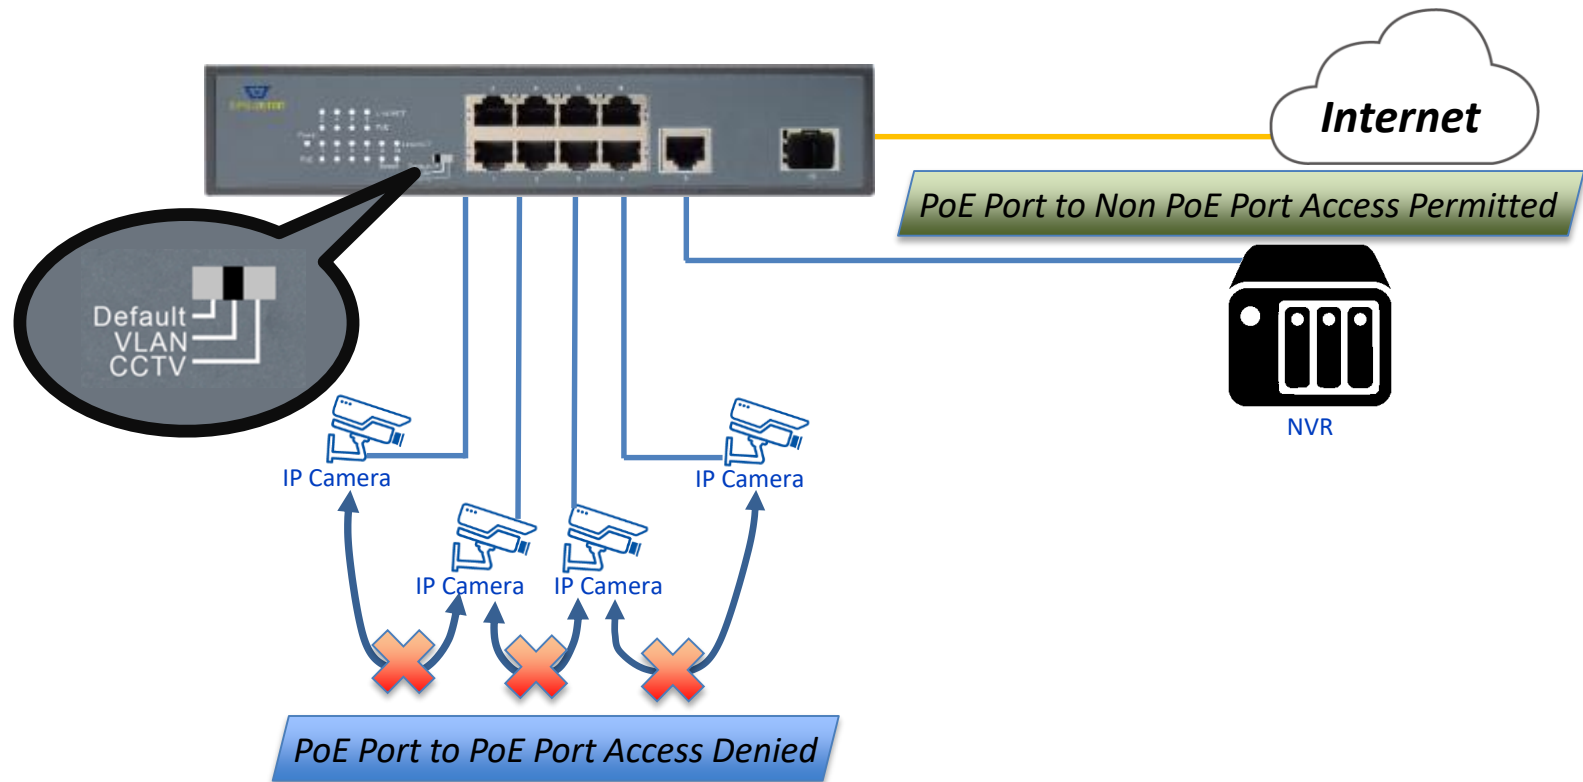 Internet
PoE Port to Non PoE Port Access Permitted
Default
VLAN
CCTV
NVR
IP Camera
IP Camera
IP Camera
IP Camera
PoE Port to PoE Port Access Denied